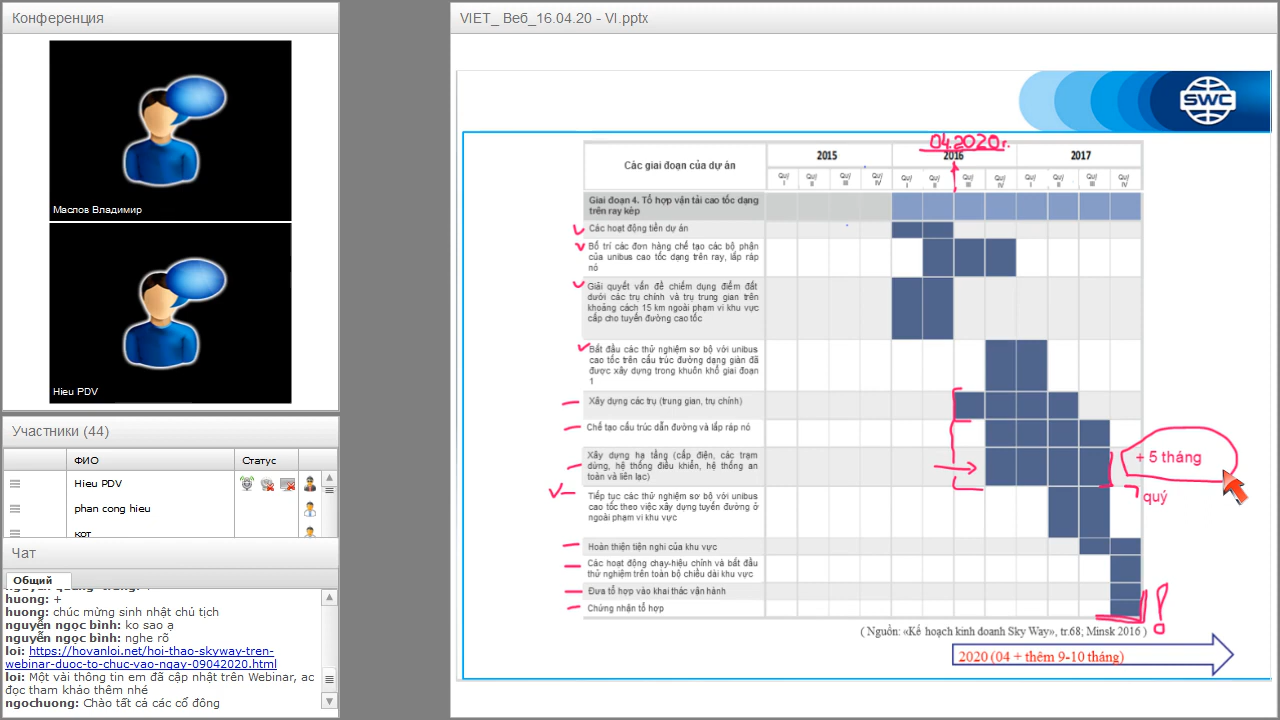 Конференция
Маслов Владимир
Hieu PDV
Участники (44)
ФИО
Статус
Hieu PDV
phan cong hieu
кот
Чат
Общий
huong: +
huong: chúc mừng sinh nhật chủ tịch
nguyễn ngọc bình: ko sao ạ
nguyễn ngọc bình: nghe rõ
loi: https://hovanloi.net/hoi-thao-skyway-tren-
webinar-duoc-to-chuc-vao-ngay-09042020.html
loi: Một vài thông tin em đã cập nhật trên Webinar, ac
đọc tham khảo thêm nhé
ngochuong: Chào tất cả các cổ đông
VIET_ Веб_16.04.20 - VI.pptx
SWC
04.2020г.
Các giai đoạn của dự án
2015
2016
2017
Quý I
Quý II
Quý III
Quý IV
Quý I
Quý II
Quý III
Quý IV
Quý I
Quý II
Quý III
Quý IV
Giai đoạn 4. Tổ hợp vận tải cao tốc dạng
trên ray kép
Các hoạt động tiền dự án
Bố trí các đơn hàng chế tạo các bộ phận
của unibus cao tốc dạng trên ray, lắp ráp
nó
Giải quyết vấn đề chiếm dụng điểm đất
dưới các trụ chính và trụ trung gian trên
khoảng cách 15 km ngoài phạm vi khu vực
cấp cho tuyến đường cao tốc
Bắt đầu các thử nghiệm sơ bộ với unibus
cao tốc trên cấu trúc đường dạng giàn đã
được xây dựng trong khuôn khổ giai đoạn
1
Xây dựng các trụ (trung gian, trụ chính)
Chế tạo cấu trúc dẫn đường và lắp ráp nó
Xây dựng hạ tầng (cấp điện, các trạm
dừng, hệ thống điều khiển, hệ thống an
toàn và liên lạc)
+ 5 tháng
quý
Tiếp tục các thử nghiệm sơ bộ với unibus
cao tốc theo việc xây dựng tuyến đường ở
ngoài phạm vi khu vực
Hoàn thiện tiện nghi của khu vực
Các hoạt động chạy-hiệu chỉnh và bắt đầu
thử nghiệm trên toàn bộ chiều dài khu vực
Đưa tổ hợp vào khai thác vận hành
Chứng nhận tổ hợp
!
( Nguồn: «Kế hoạch kinh doanh Sky Way», tr.68; Minsk 2016 )
2020 (04 + thêm 9-10 tháng)